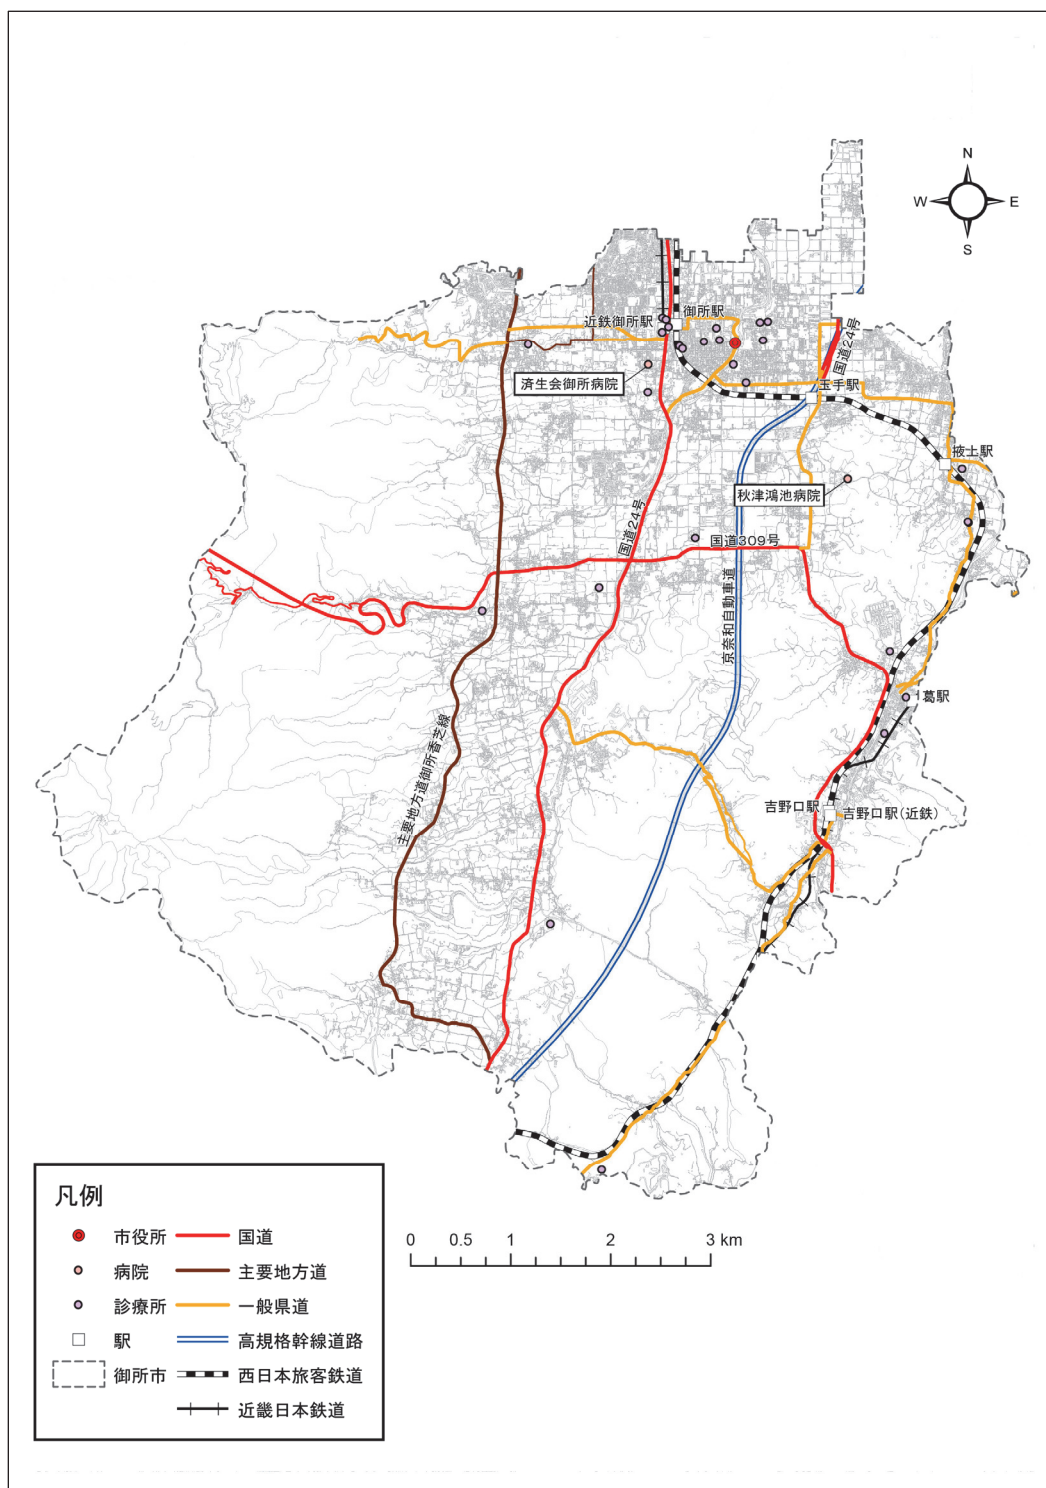 N
W
E
S
近鉄御所駅
御所駅
国道24号
玉手駅
済生会御所病院
掖上駅
秋津鴻池病院
国道24号
国道309号
京奈和自動車道
葛駅
主要地方道御所香芝線
吉野口駅
吉野口駅(近鉄)
凡例
市役所
国道
病院
主要地方道
診療所
一般県道
駅
高規格幹線道路
御所市
西日本旅客鉄道
近畿日本鉄道
0 0.5 1 2 3 km